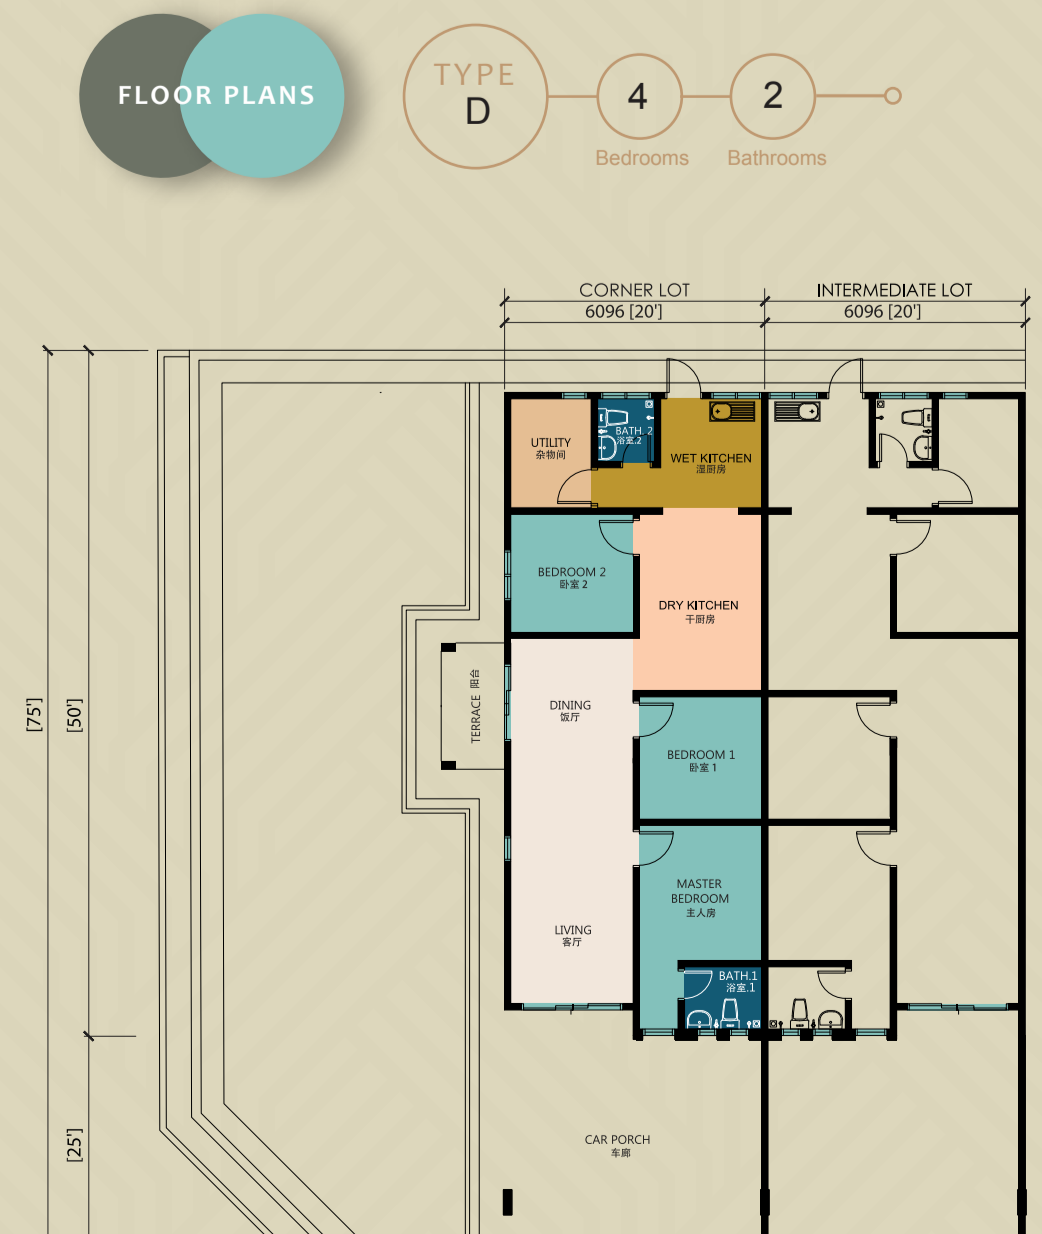 FLOOR PLANS
TYPE
D
4
2
Bedrooms
Bathrooms
CORNER LOT
INTERMEDIATE LOT
6096 [20']
6096 [20']
UTILITY
杂物间
BATH. 2
浴室.2
WET KITCHEN
湿厨房
BEDROOM 2
卧室 2
DRY KITCHEN
干厨房
[75']
[50']
TERRACE 阳台
DINING
饭厅
BEDROOM 1
卧室 1
MASTER
BEDROOM
主人房
LIVING
客厅
BATH.1
浴室.1
[25']
CAR PORCH
车廊